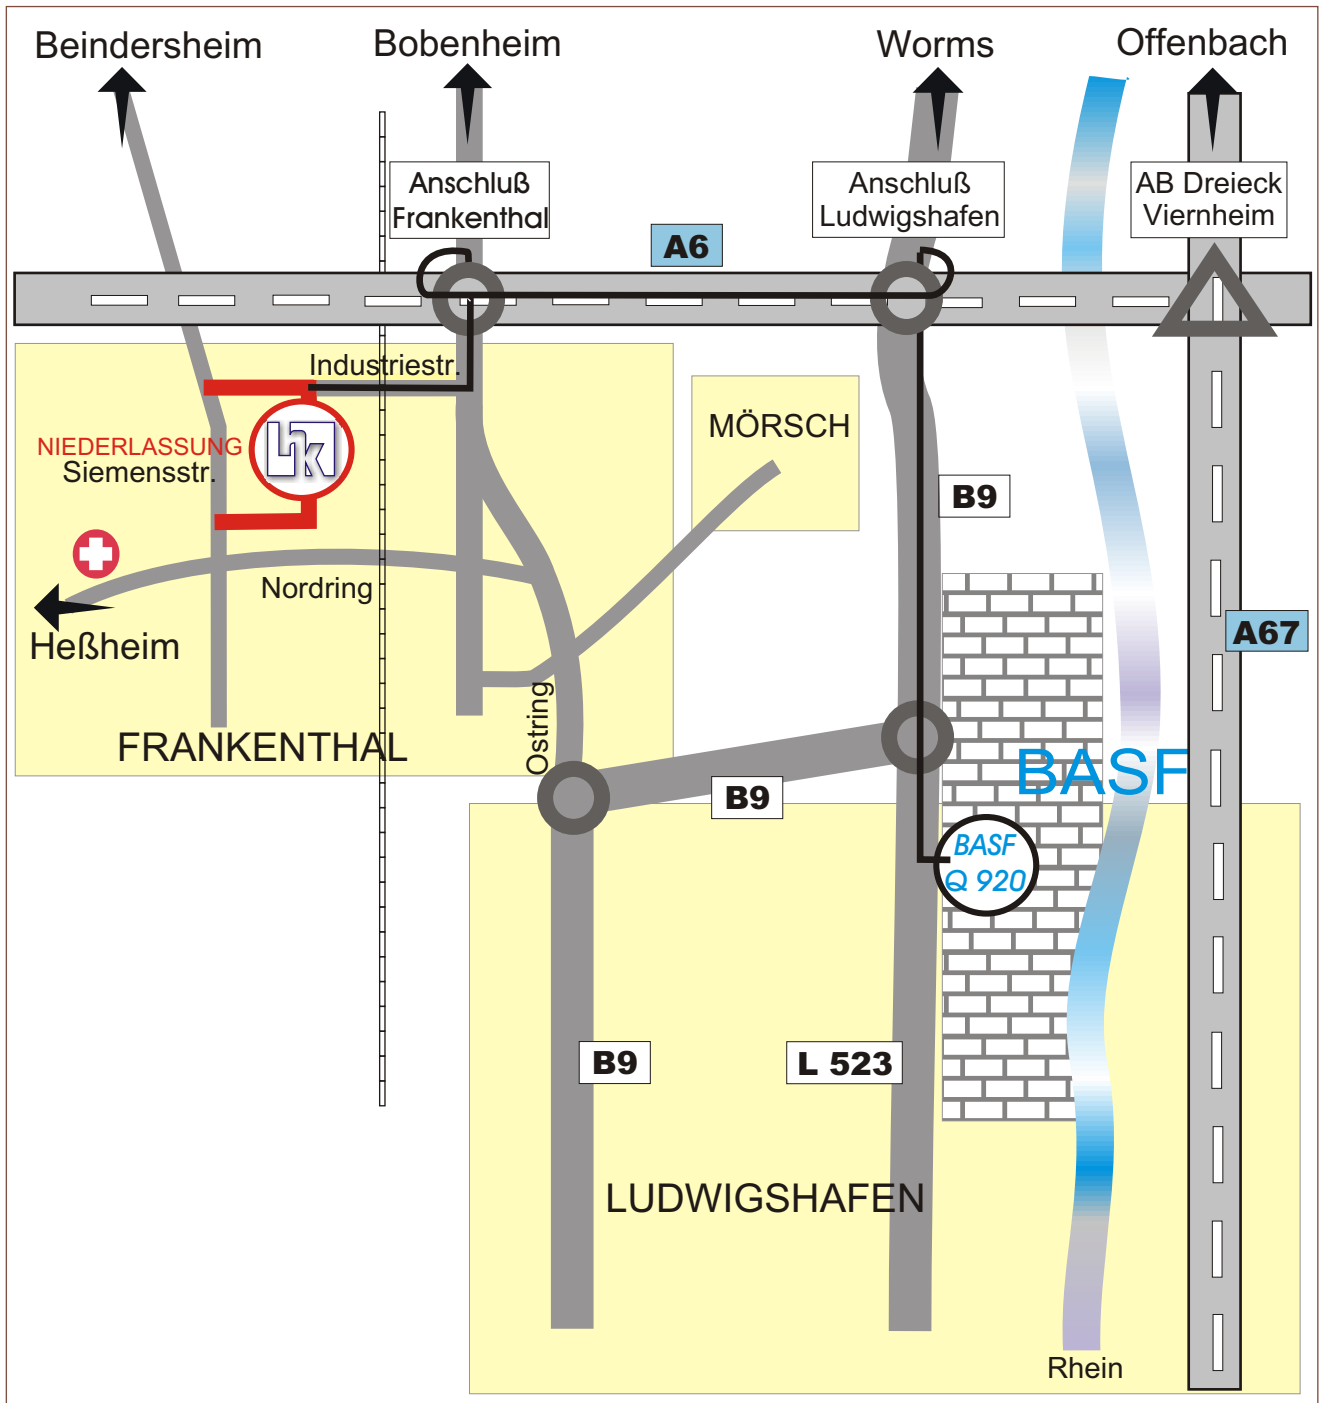 Beindersheim
Bobenheim
Worms
Offenbach
Anschluß
Frankenthal
Anschluß
Ludwigshafen
AB Dreieck
Viernheim
A6
Industriestr.
NIEDERLASSUNG
Siemensstr.
hk
MÖRSCH
B9
Nordring
Heßheim
A67
Ostring
FRANKENTHAL
BASF
B9
BASF
Q 920
B9
L 523
LUDWIGSHAFEN
Rhein